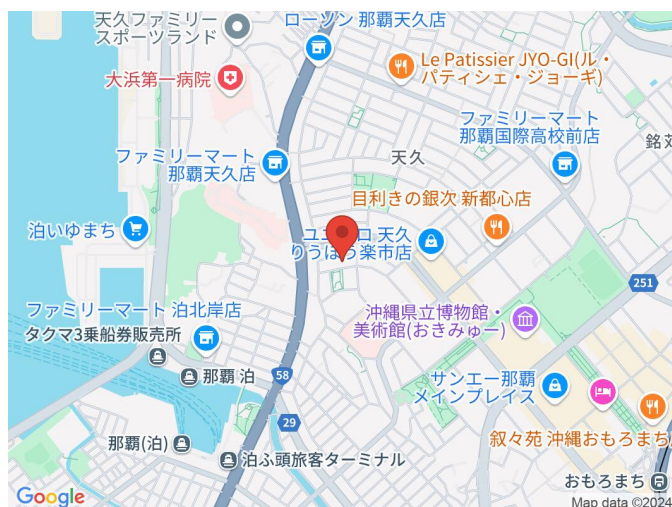 天久ファミリー
スポーツランド
ローソン 那覇天久店
Le Patissier JYO-GI(ル・
パティシェ・ジョーギ)
大浜第一病院
ファミリーマート
那覇国際高校前店
銘苅
ファミリーマート
那覇天久店
天久
目利きの銀次 新都心店
泊いゆまち
ユニクロ 天久
りうぼう楽市店
251
ファミリーマート 泊北岸店
沖縄県立博物館・
美術館(おきみゅー)
タクマ3乗船券販売所
那覇 泊
58
サンエー那覇
メインプレイス
29
叙々苑 沖縄おもろまち
那覇(泊)
泊ふ頭旅客ターミナル
おもろまち
Google
Map data ©2024